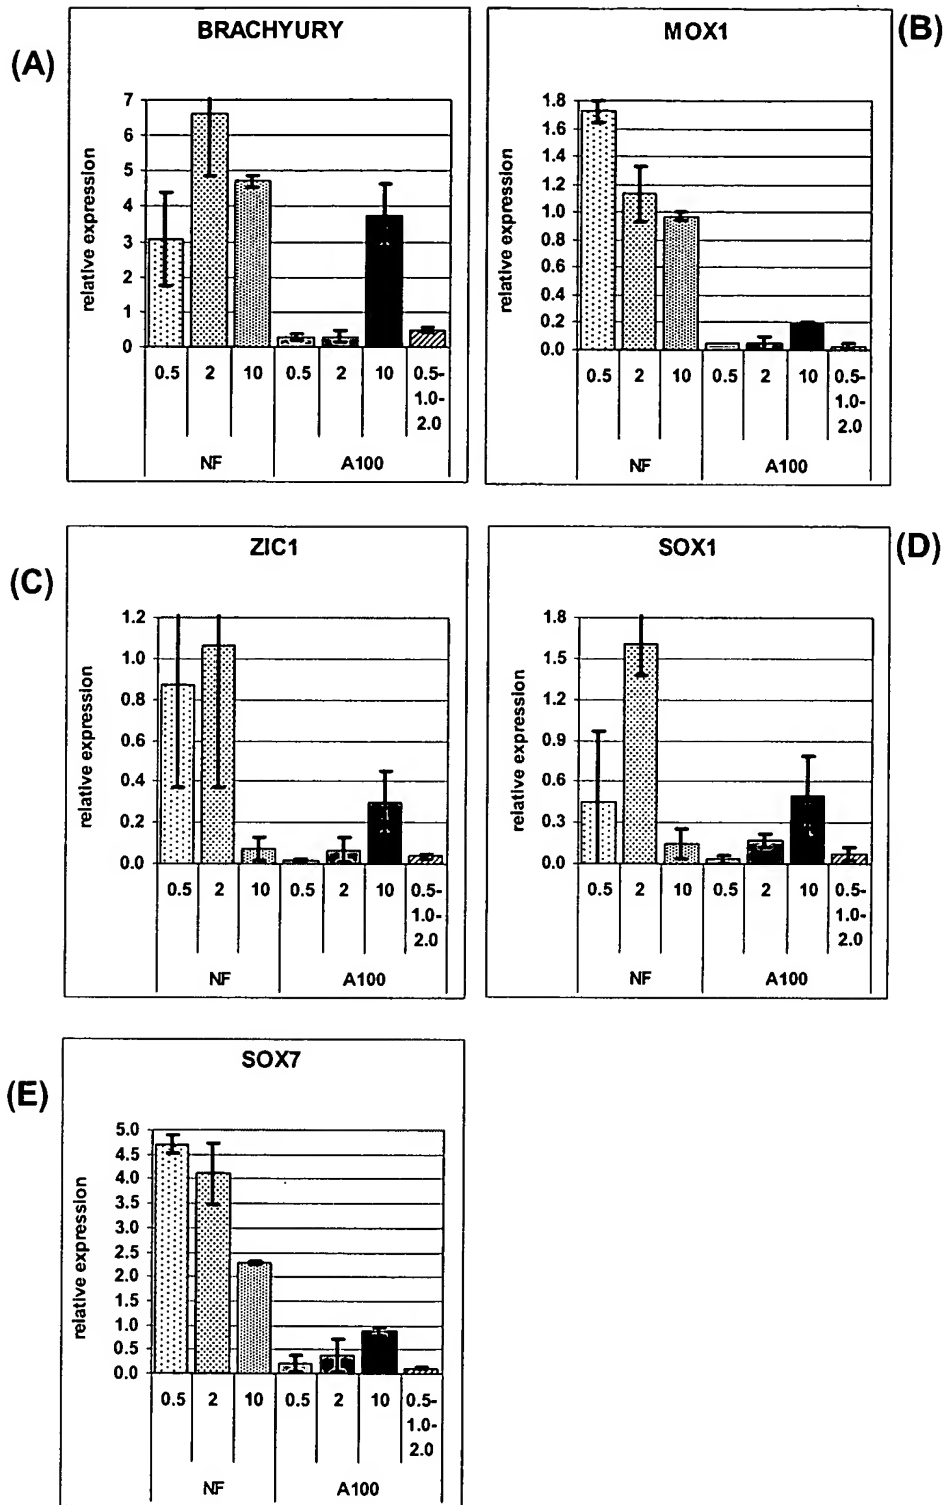 (A)
BRACHYURY
relative expression
7
6
5
4
3
2
1
0
0.5 2 10 0.5 2 10 0.5-
1.0-
2.0
NF A100
MOX1
(B)
relative expression
1.8
1.6
1.4
1.2
1.0
0.8
0.6
0.4
0.2
0.0
0.5 2 10 0.5 2 10 0.5-
1.0-
2.0
NF A100
(C)
ZIC1
relative expression
1.2
1.0
0.8
0.6
0.4
0.2
0.0
0.5 2 10 0.5 2 10 0.5-
1.0-
2.0
NF A100
SOX1
(D)
relative expression
1.8
1.5
1.2
0.9
0.6
0.3
0.0
0.5 2 10 0.5 2 10 0.5-
1.0-
2.0
NF A100
(E)
SOX7
relative expression
5.0
4.5
4.0
3.5
3.0
2.5
2.0
1.5
1.0
0.5
0.0
0.5 2 10 0.5 2 10 0.5-
1.0-
2.0
NF A100